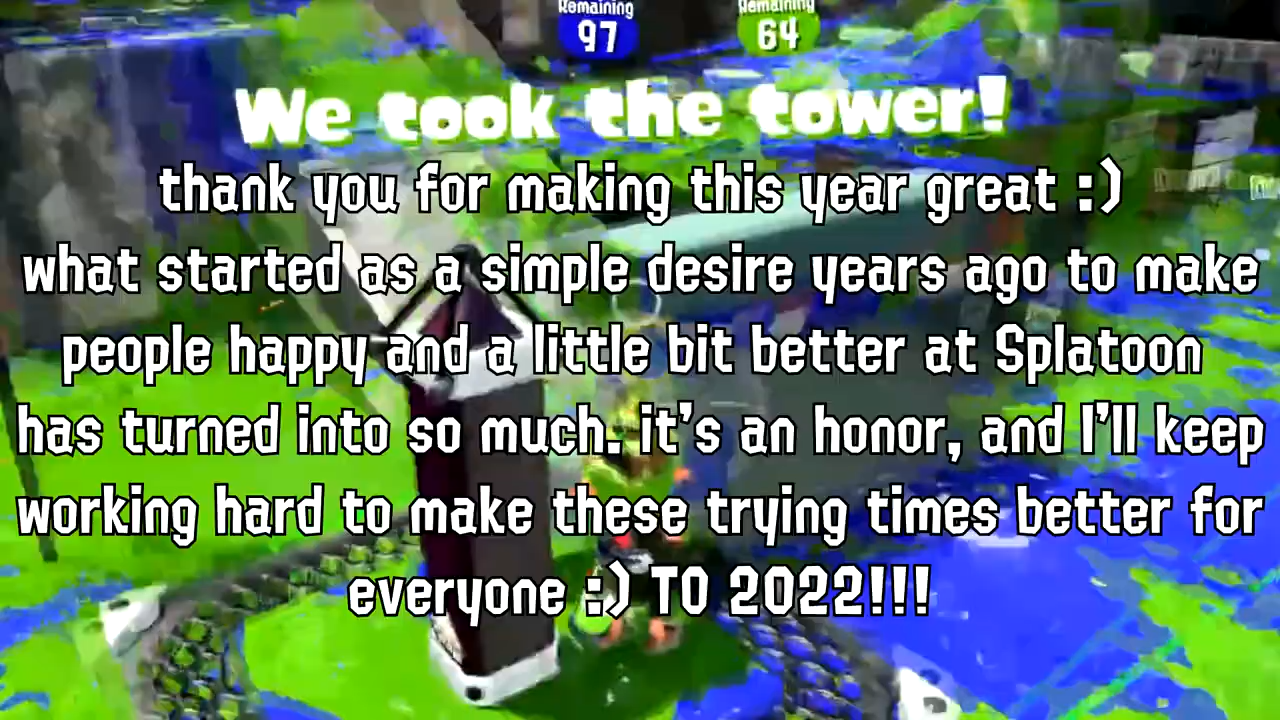 Remaining Remaining
97 64
We took the tower!
thank you for making this year great :)
what started as a simple desire years ago to make
people happy and a little bit better at Splatoon
has turned into so much. it's an honor, and I'll keep
working hard to make these trying times better for
everyone :) TO 2022!!!